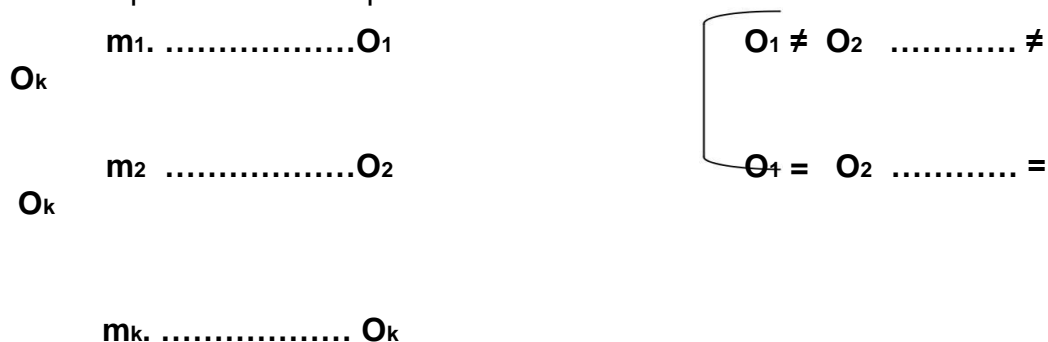 m1. ………………O1 O1 ≠ O2 ………… ≠
Ok
m2 ………………O2 O1 = O2 ………… =
Ok
mk. ……………… Ok